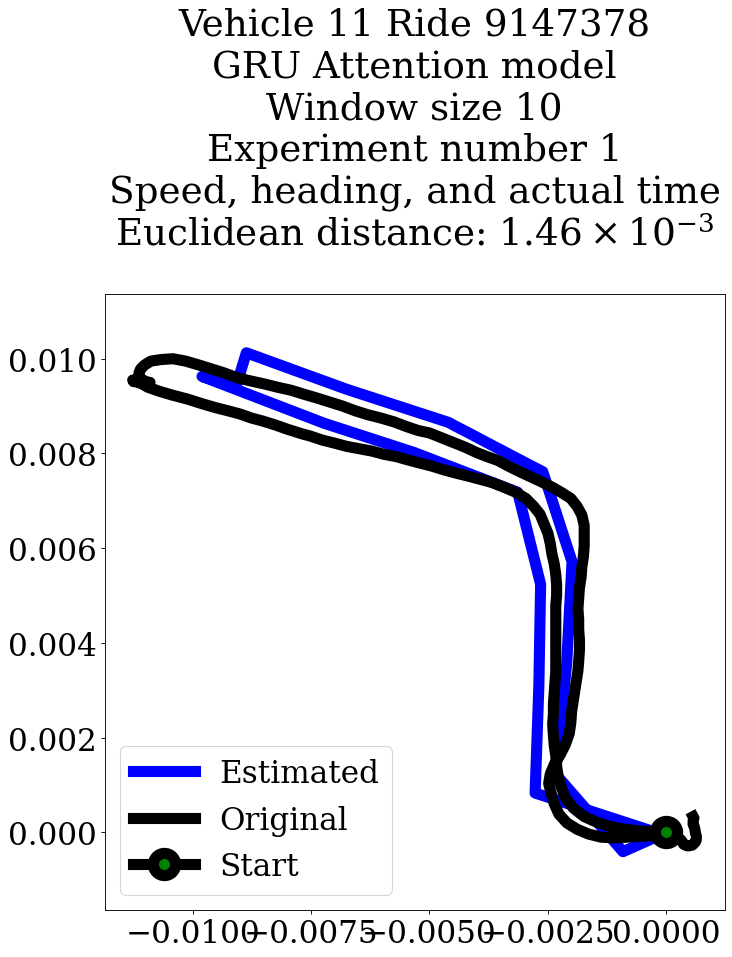 Vehicle 11 Ride 9147378
GRU Attention model
Window size 10
Experiment number 1
Speed, heading, and actual time
Euclidean distance: 1.46 × 10⁻³
0.010
0.008
0.006
0.004
0.002
0.000
Estimated
Original
Start
−0.0100 −0.0075 −0.0050 −0.0025 0.0000